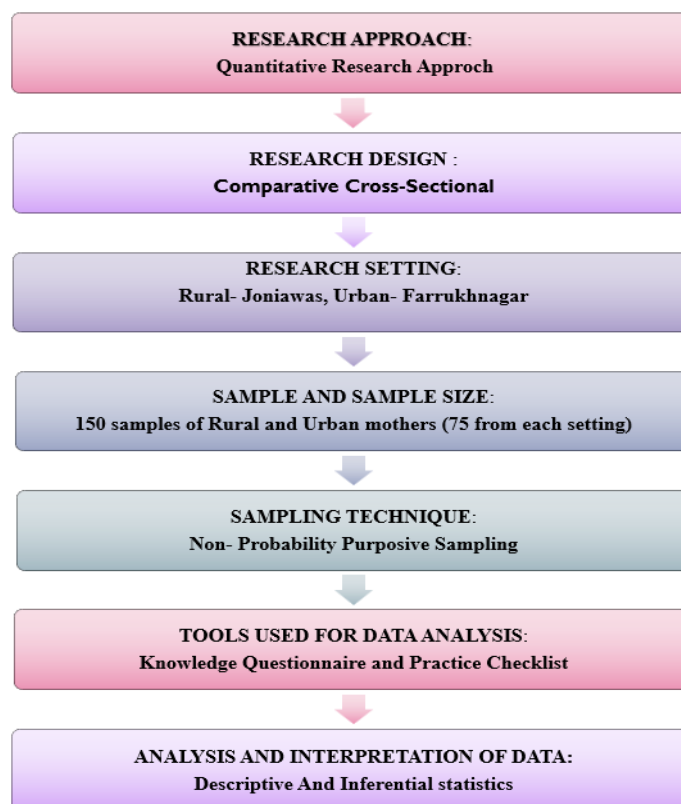 RESEARCH APPROACH:
Quantitative Research Approch
RESEARCH DESIGN :
Comparative Cross-Sectional
RESEARCH SETTING:
Rural- Joniawas, Urban- Farrukhnagar
SAMPLE AND SAMPLE SIZE:
150 samples of Rural and Urban mothers (75 from each setting)
SAMPLING TECHNIQUE:
Non- Probability Purposive Sampling
TOOLS USED FOR DATA ANALYSIS:
Knowledge Questionnaire and Practice Checklist
ANALYSIS AND INTERPRETATION OF DATA:
Descriptive And Inferential statistics